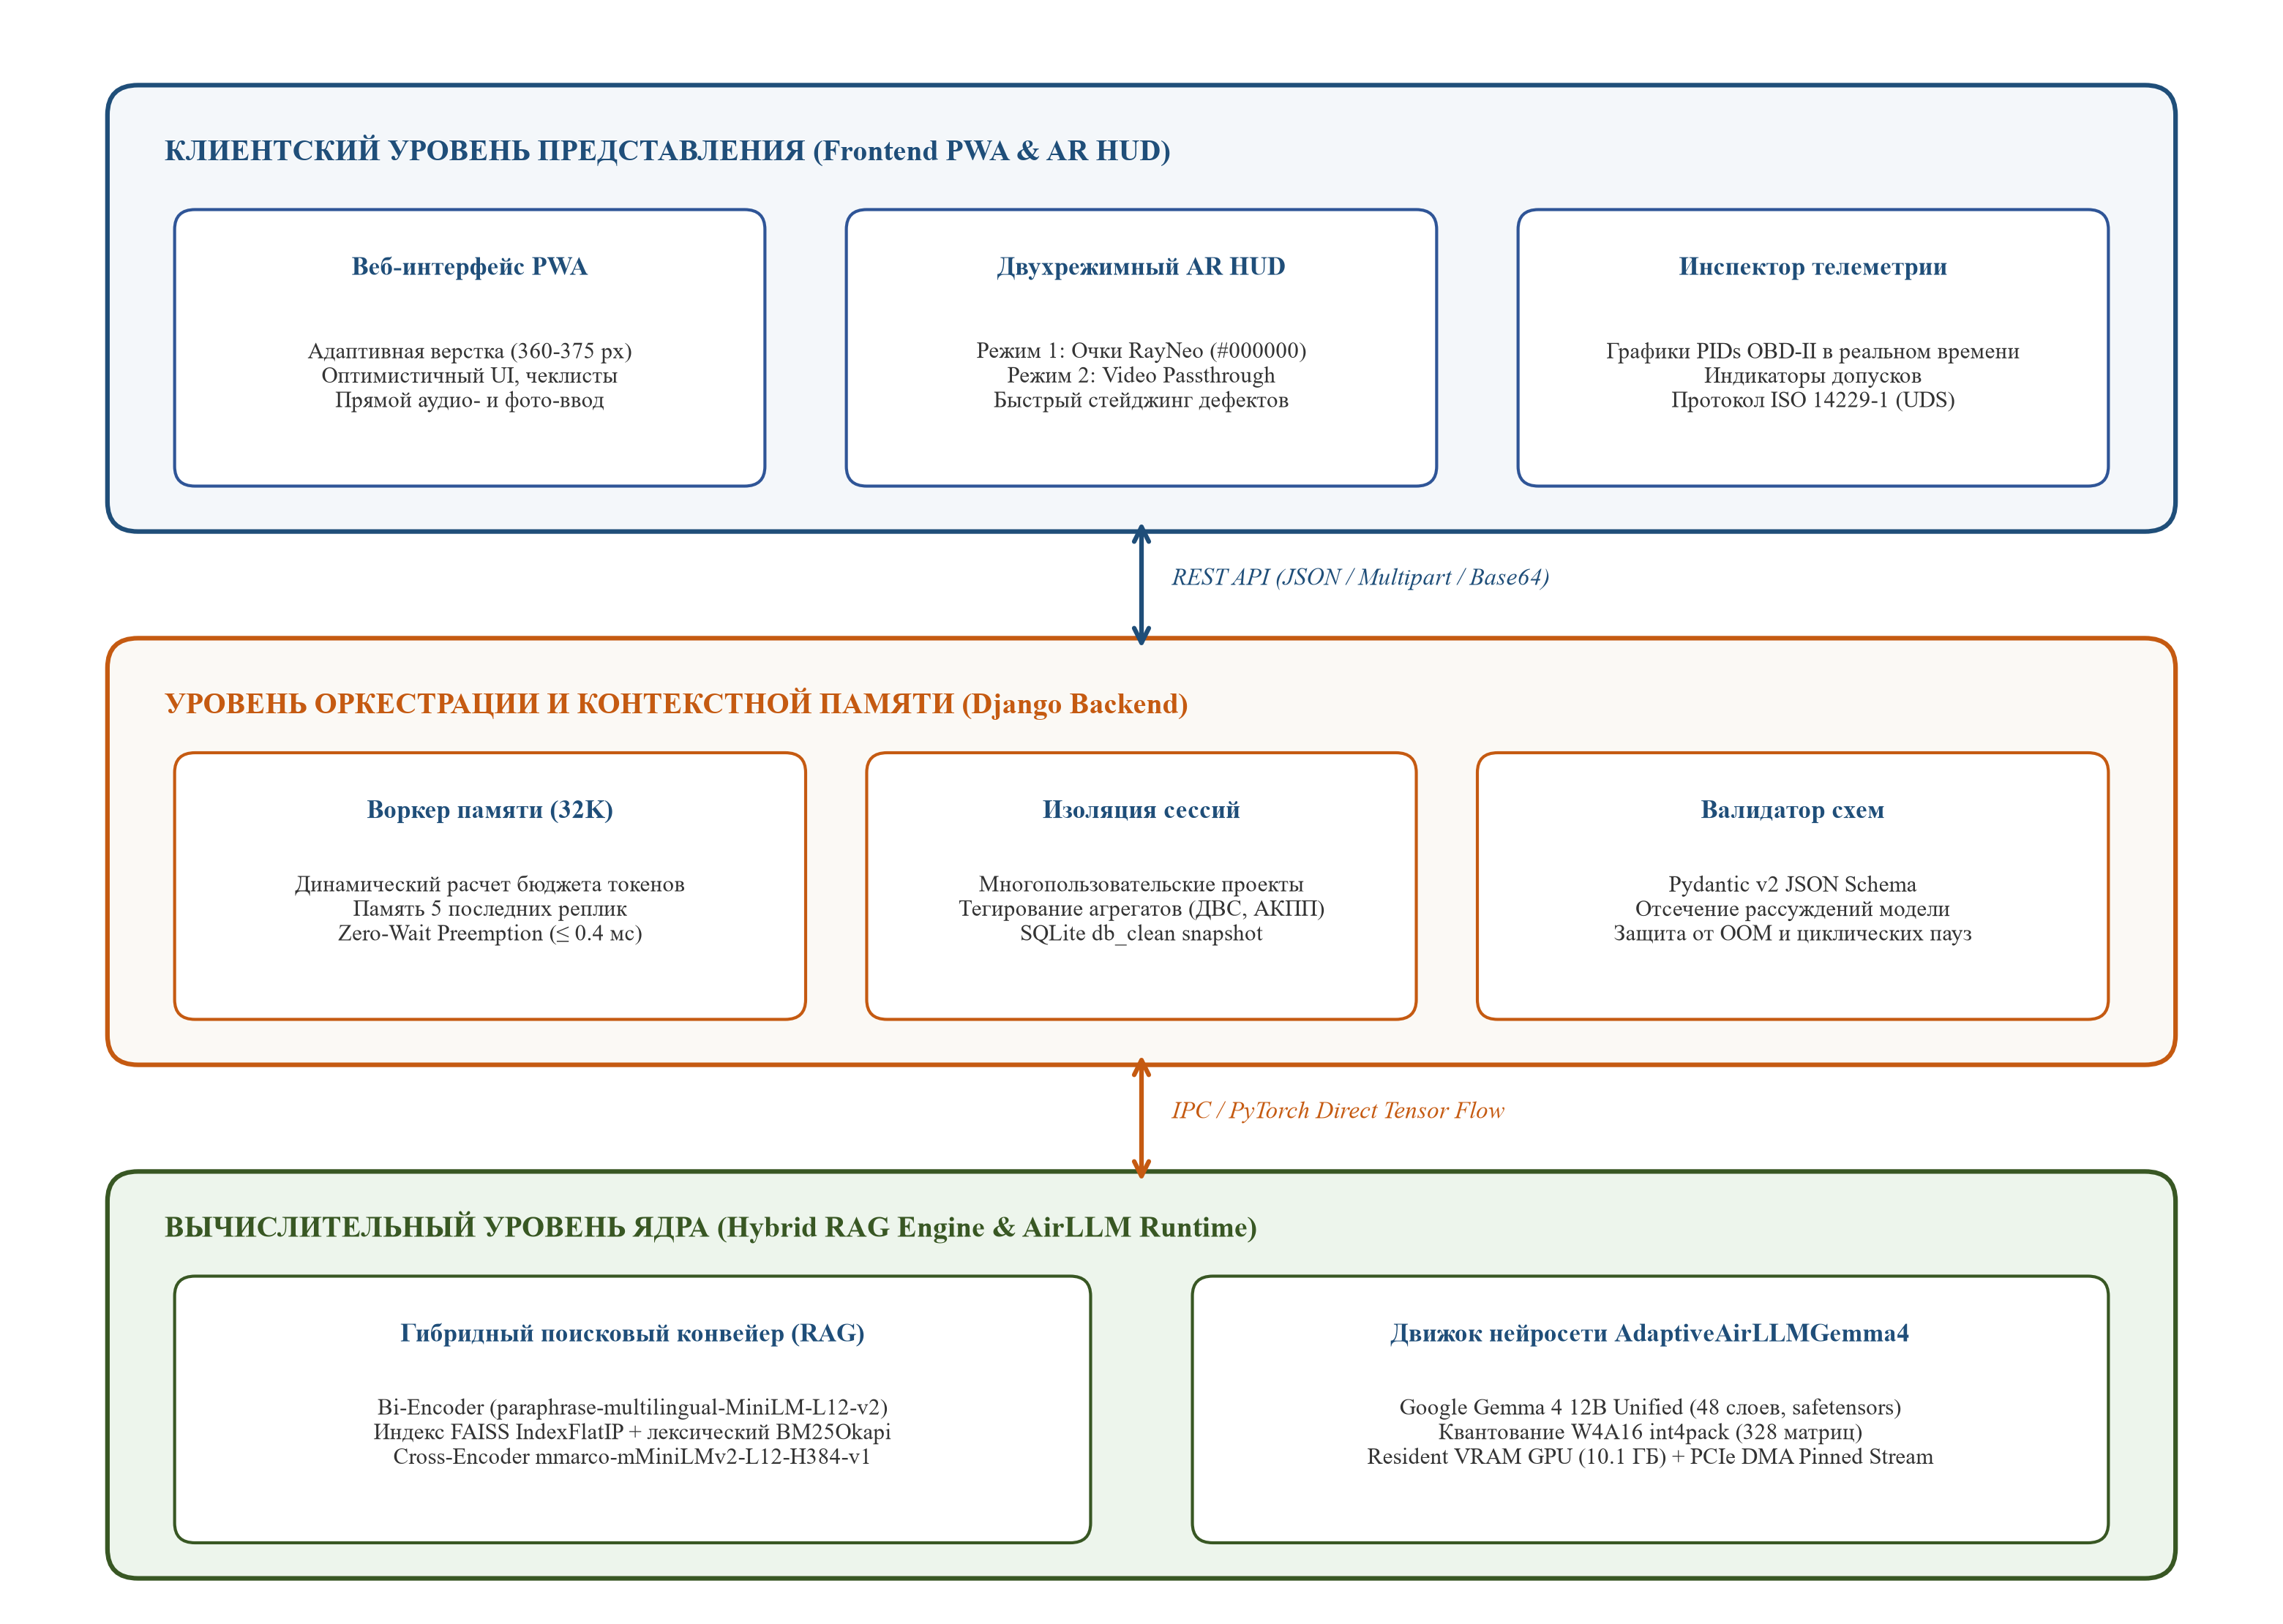 КЛИЕНТСКИЙ УРОВЕНЬ ПРЕДСТАВЛЕНИЯ (Frontend PWA & AR HUD)
Веб-интерфейс PWA
Адаптивная верстка (360-375 px)
Оптимистичный UI, чеклисты
Прямой аудио- и фото-ввод
Двухрежимный AR HUD
Режим 1: Очки RayNeo (#000000)
Режим 2: Video Passthrough
Быстрый стейджинг дефектов
Инспектор телеметрии
Графики PIDs OBD-II в реальном времени
Индикаторы допусков
Протокол ISO 14229-1 (UDS)
REST API (JSON / Multipart / Base64)
УРОВЕНЬ ОРКЕСТРАЦИИ И КОНТЕКСТНОЙ ПАМЯТИ (Django Backend)
Воркер памяти (32K)
Динамический расчет бюджета токенов
Память 5 последних реплик
Zero-Wait Preemption (≤ 0.4 мс)
Изоляция сессий
Многопользовательские проекты
Тегирование агрегатов (ДВС, АКПП)
SQLite db_clean snapshot
Валидатор схем
Pydantic v2 JSON Schema
Отсечение рассуждений модели
Защита от OOM и циклических пауз
IPC / PyTorch Direct Tensor Flow
ВЫЧИСЛИТЕЛЬНЫЙ УРОВЕНЬ ЯДРА (Hybrid RAG Engine & AirLLM Runtime)
Гибридный поисковый конвейер (RAG)
Bi-Encoder (paraphrase-multilingual-MiniLM-L12-v2)
Индекс FAISS IndexFlatIP + лексический BM25Okapi
Cross-Encoder mmarco-mMiniLMv2-L12-H384-v1
Движок нейросети AdaptiveAirLLMGemma4
Google Gemma 4 12B Unified (48 слоев, safetensors)
Квантование W4A16 int4pack (328 матриц)
Resident VRAM GPU (10.1 ГБ) + PCIe DMA Pinned Stream